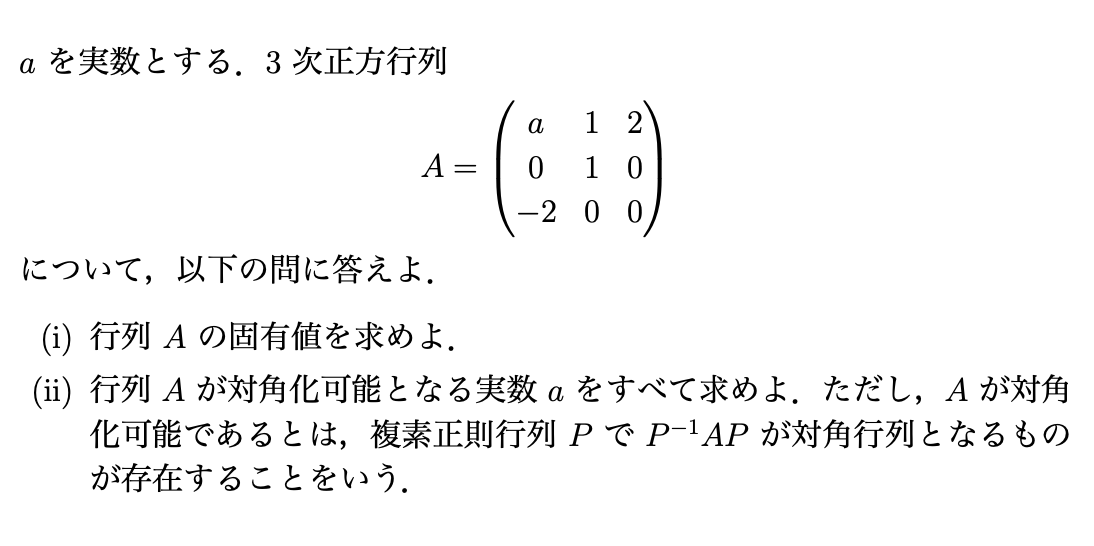 a を実数とする．3 次正方行列
A = \begin{pmatrix} a & 1 & 2 \\ 0 & 1 & 0 \\ -2 & 0 & 0 \end{pmatrix}
について，以下の問に答えよ．
(i) 行列 A の固有値を求めよ．
(ii) 行列 A が対角化可能となる実数 a をすべて求めよ．ただし，A が対角
化可能であるとは，複素正則行列 P で P⁻¹AP が対角行列となるもの
が存在することをいう．